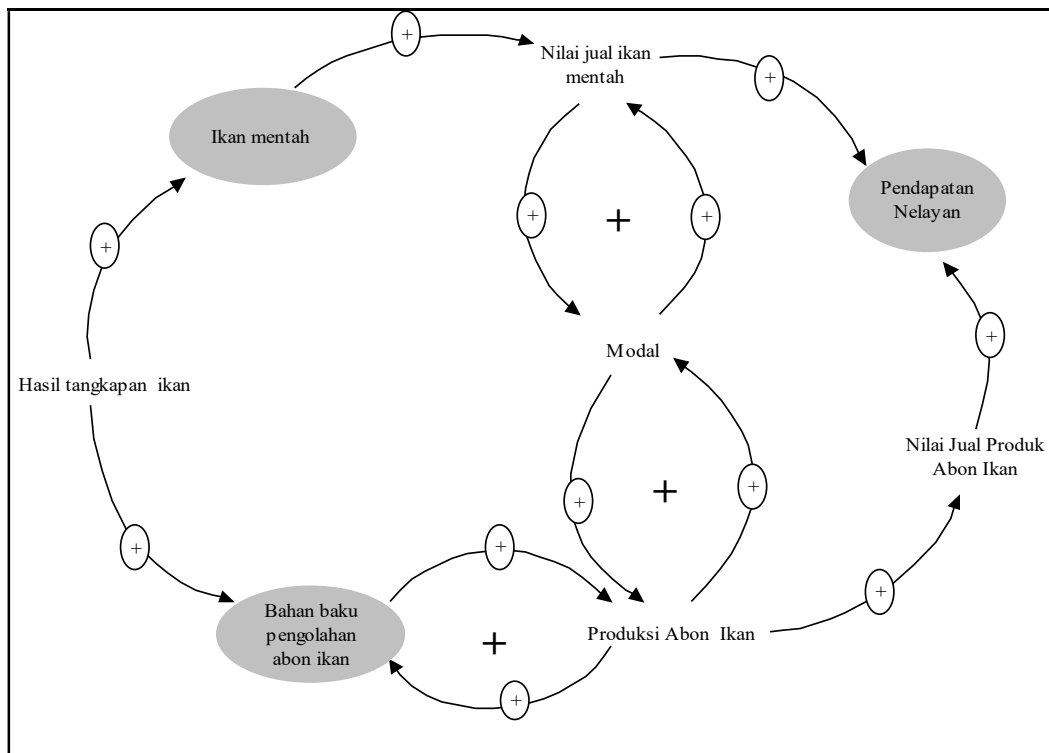 +
Nilai jual ikan
mentah
+
Ikan mentah
Pendapatan
Nelayan
+
+
+
+
+
Modal
Hasil tangkapan ikan
Nilai Jual Produk
Abon Ikan
+
+
+
+
+
+
Bahan baku
pengolahan
abon ikan
+
Produksi Abon Ikan
+
+